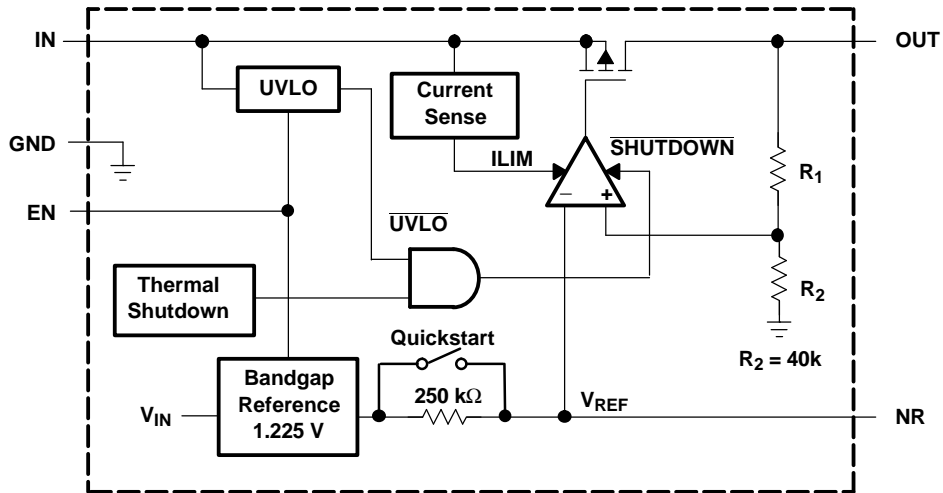 IN
OUT
UVLO
Current
Sense
GND
SHUTDOWN
ILIM
R1
− +
EN
UVLO
Thermal
Shutdown
R2
Quickstart
R2 = 40k
Bandgap
Reference
1.225 V
250 kΩ
VREF
VIN
NR